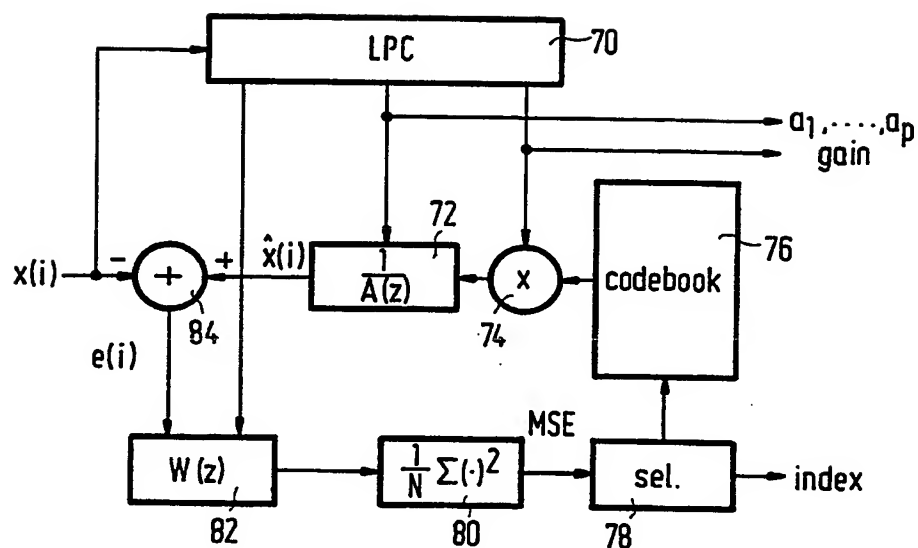 LPC
70
a1,....,ap
gain
72
76
x(i)
-
+
x̂(i)
1
A(z)
x
codebook
+
84
74
e(i)
MSE
W(z)
1/N Σ(·)²
sel.
index
82
80
78